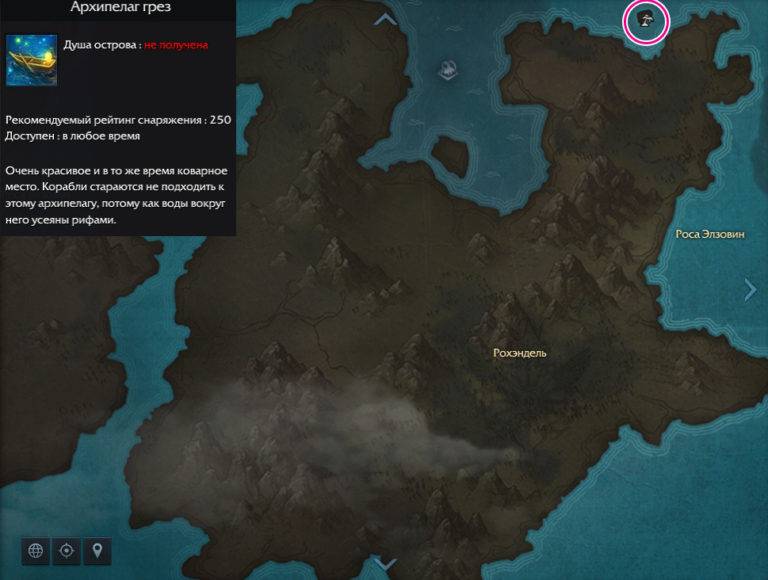 Архипелаг грез
Душа острова : не получена
Рекомендуемый рейтинг снаряжения : 250
Доступен : в любое время
Очень красивое и в то же время коварное
место. Корабли стараются не подходить к
этому архипелагу, потому как воды вокруг
него усеяны рифами.
Роса Элзовин
Рохэндель